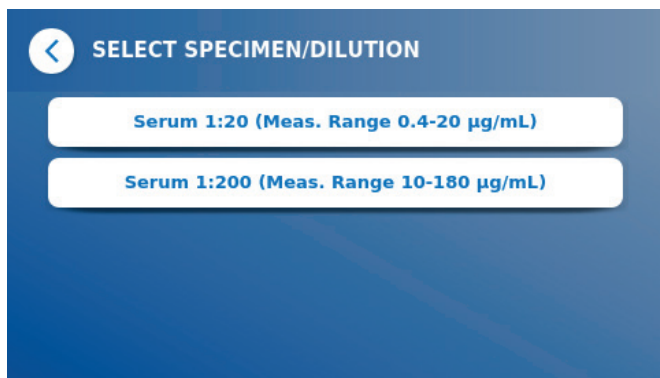 SELECT SPECIMEN/DILUTION
Serum 1:20 (Meas. Range 0.4-20 µg/mL)
Serum 1:200 (Meas. Range 10-180 µg/mL)